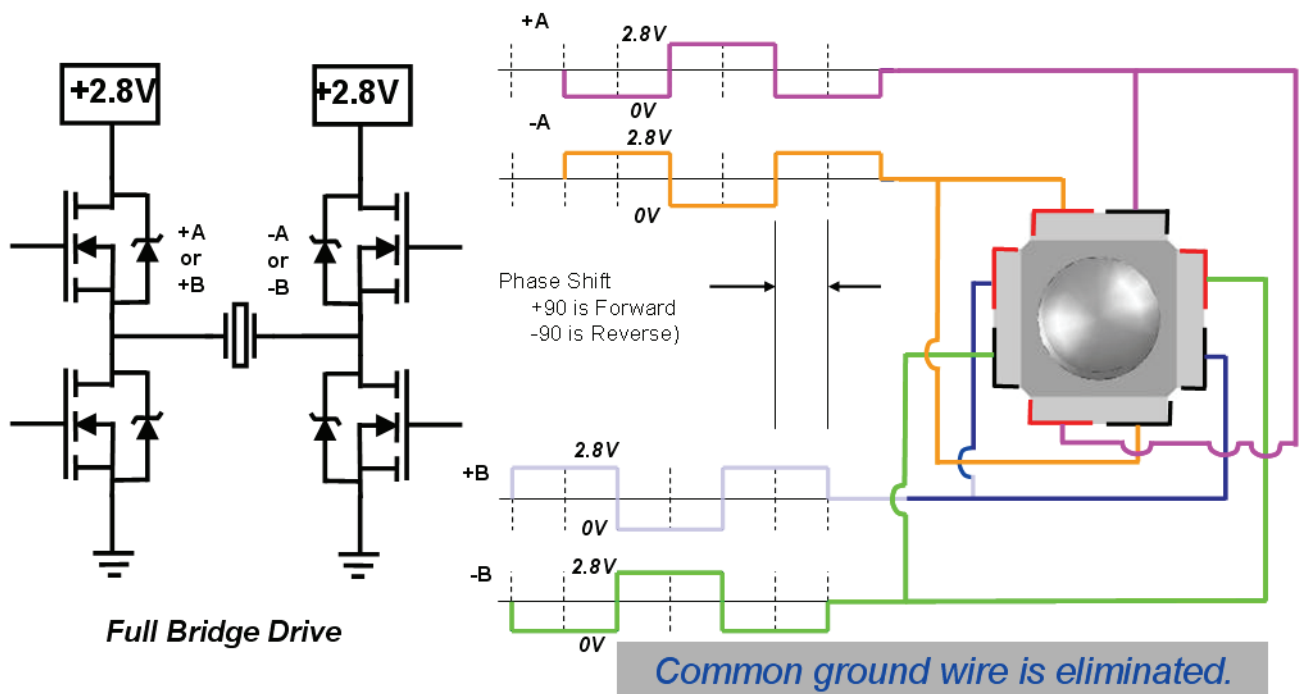 +2.8V
+2.8V
+A
or
+B
-A
or
-B
Full Bridge Drive
+A
2.8V
0V
-A
2.8V
0V
Phase Shift
+90 is Forward
-90 is Reverse)
+B
2.8V
0V
-B
2.8V
0V
Common ground wire is eliminated.